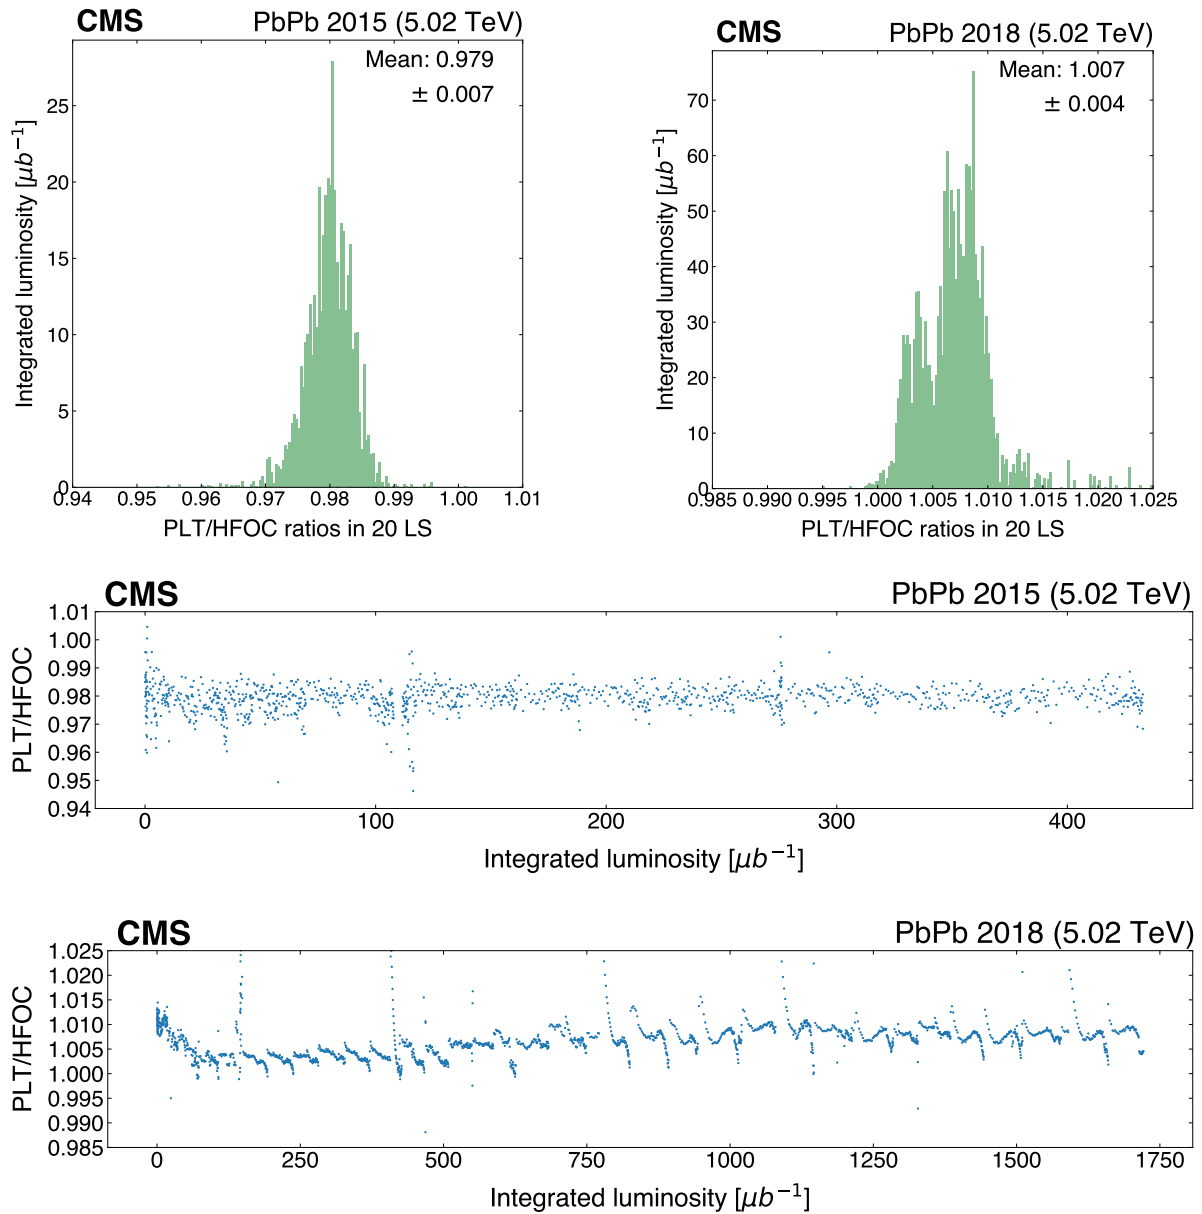 CMS PbPb 2015 (5.02 TeV)
Mean: 0.979
± 0.007
Integrated luminosity [μb⁻¹]
25
20
15
10
5
0
0.94 0.95 0.96 0.97 0.98 0.99 1.00 1.01
PLT/HFOC ratios in 20 LS
CMS PbPb 2018 (5.02 TeV)
Mean: 1.007
± 0.004
Integrated luminosity [μb⁻¹]
70
60
50
40
30
20
10
0
0.985 0.990 0.995 1.000 1.005 1.010 1.015 1.020 1.025
PLT/HFOC ratios in 20 LS
CMS PbPb 2015 (5.02 TeV)
PLT/HFOC
1.01
1.00
0.99
0.98
0.97
0.96
0.95
0.94
0 100 200 300 400
Integrated luminosity [μb⁻¹]
CMS PbPb 2018 (5.02 TeV)
PLT/HFOC
1.025
1.020
1.015
1.010
1.005
1.000
0.995
0.990
0.985
0 250 500 750 1000 1250 1500 1750
Integrated luminosity [μb⁻¹]